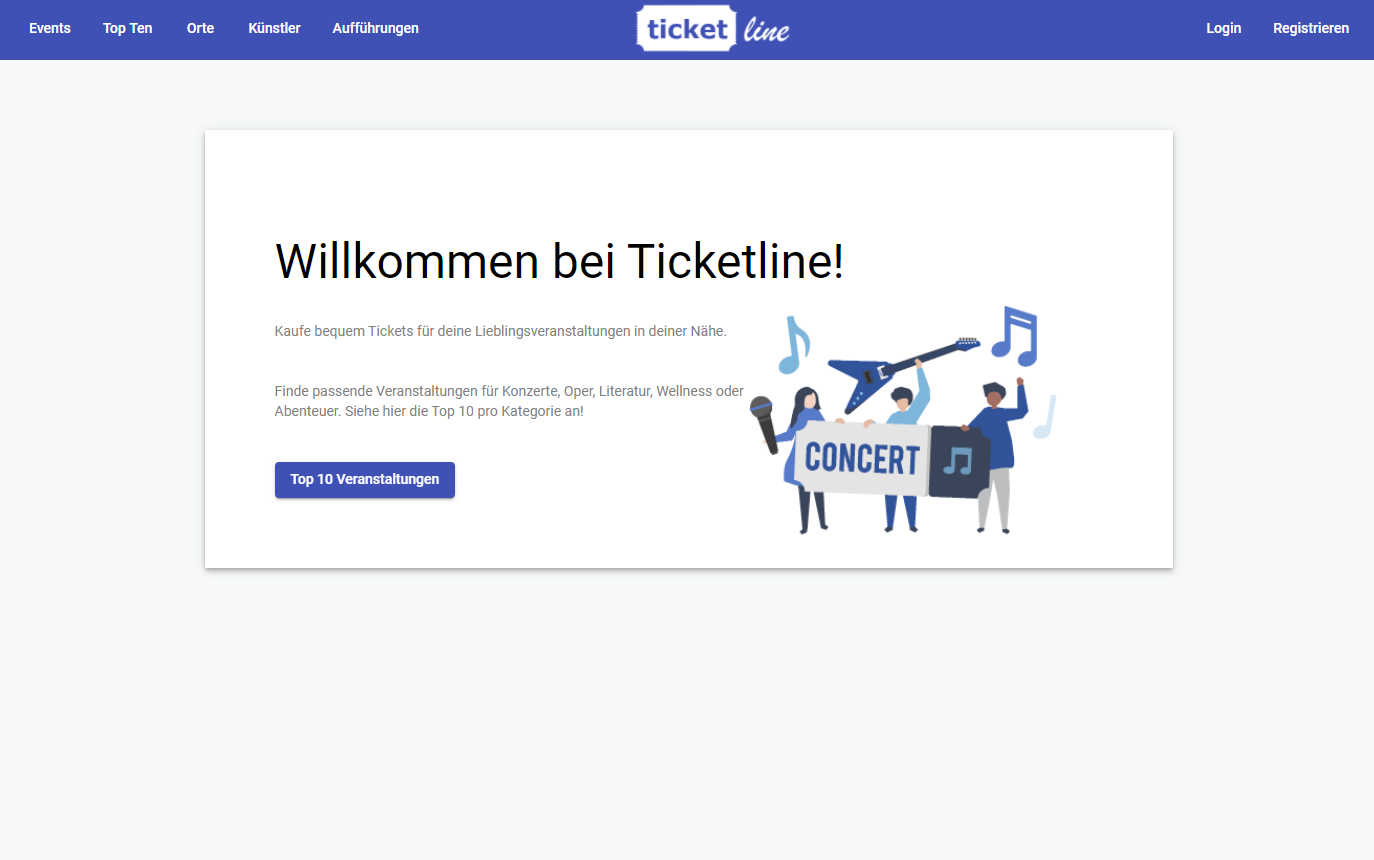 Events Top Ten Orte Künstler Aufführungen ticket line Login Registrieren
Willkommen bei Ticketline!
Kaufe bequem Tickets für deine Lieblingsveranstaltungen in deiner Nähe.
Finde passende Veranstaltungen für Konzerte, Oper, Literatur, Wellness oder
Abenteuer. Siehe hier die Top 10 pro Kategorie an!
CONCERT
Top 10 Veranstaltungen